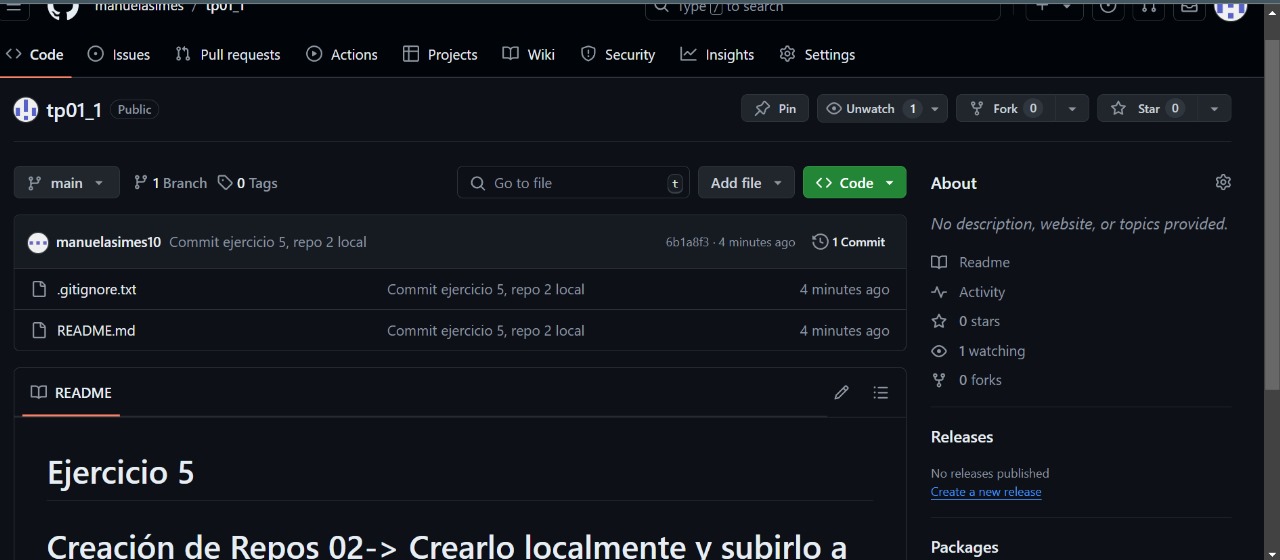 manuelasimes / tp01_1
Type / to search
Code Issues Pull requests Actions Projects Wiki Security Insights Settings
tp01_1 Public Pin Unwatch 1 Fork 0 Star 0
main 1 Branch 0 Tags Go to file t Add file Code
About
No description, website, or topics provided.
manuelasimes10 Commit ejercicio 5, repo 2 local 6b1a8f3 · 4 minutes ago 1 Commit
Readme
.gitignore.txt Commit ejercicio 5, repo 2 local 4 minutes ago
Activity
0 stars
README.md Commit ejercicio 5, repo 2 local 4 minutes ago
1 watching
0 forks
README
Releases
No releases published
Create a new release
Ejercicio 5
Creación de Repos 02-> Crearlo localmente y subirlo a
Packages